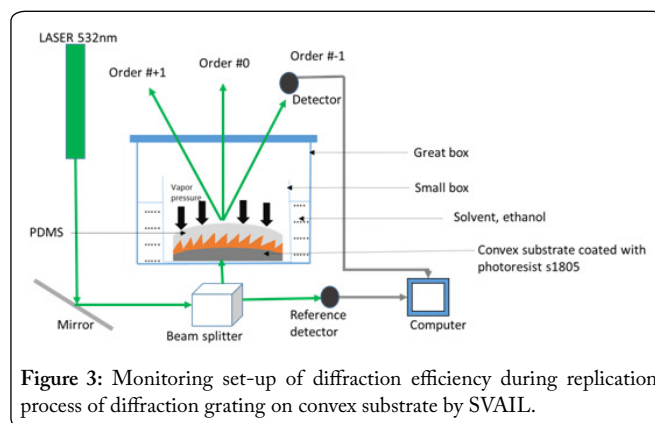 LASER 532nm
Order #+1
Order #0
Order #-1
Detector
Great box
Small box
Vapor
pressure
Solvent, ethanol
PDMS
Convex substrate coated with
photoresist s1805
Mirror
Beam splitter
Reference
detector
Computer
Figure 3: Monitoring set-up of diffraction efficiency during replication
process of diffraction grating on convex substrate by SVAIL.